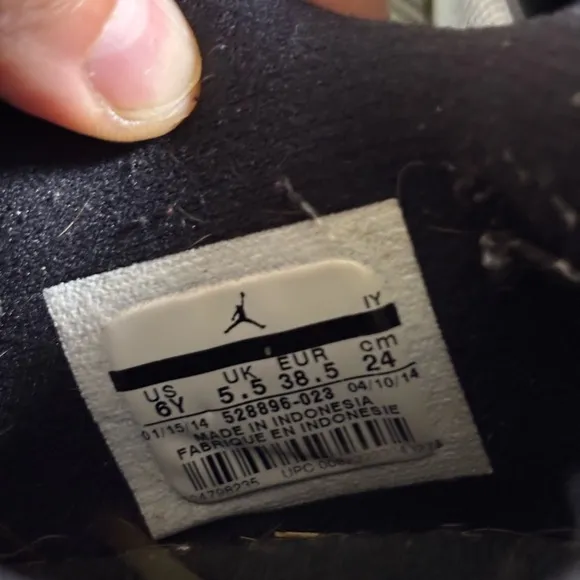 IY
US UK EUR cm
6Y 5.5 38.5 24
01/15/14 528896-023 04/10/14
MADE IN INDONESIA
FABRIQUE EN INDONESIE
UPC